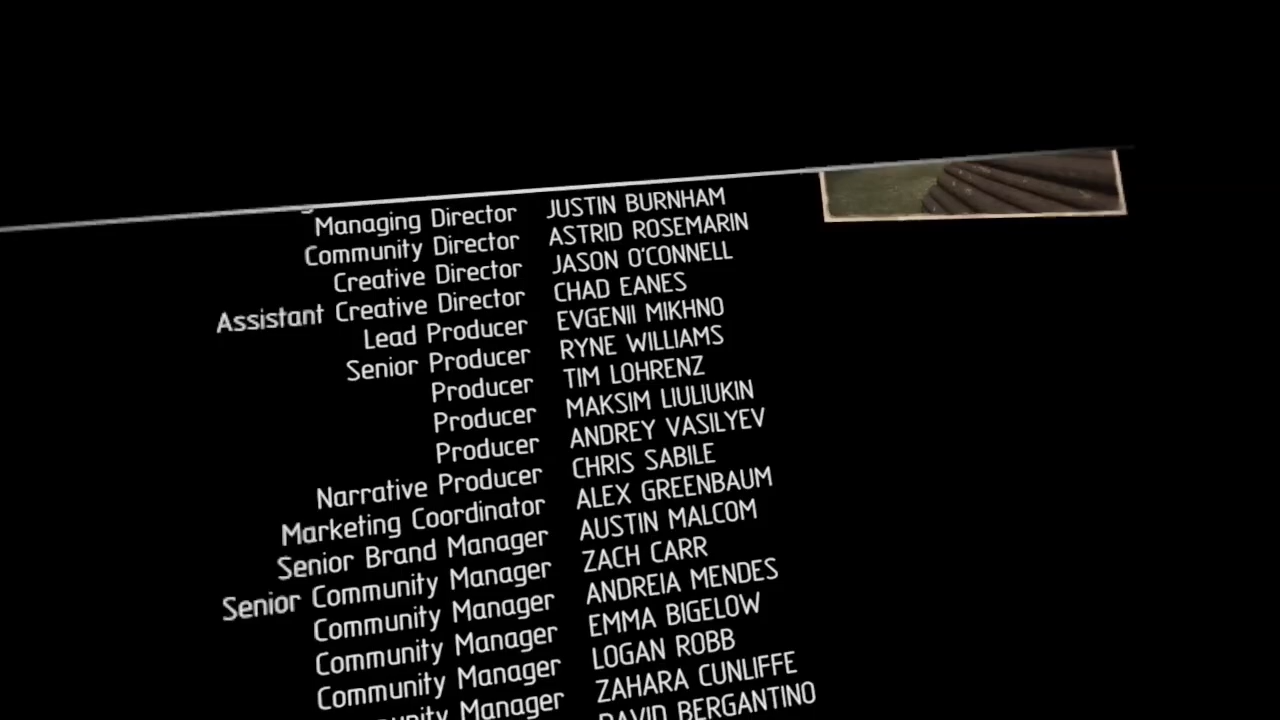 Managing Director JUSTIN BURNHAM
Community Director ASTRID ROSEMARIN
Creative Director JASON O'CONNELL
Assistant Creative Director CHAD EANES
Lead Producer EVGENII MIKHNO
Senior Producer RYNE WILLIAMS
Producer TIM LOHRENZ
Producer MAKSIM LIULIUKIN
Producer ANDREY VASILYEV
Narrative Producer CHRIS SABILE
Marketing Coordinator ALEX GREENBAUM
Senior Brand Manager AUSTIN MALCOM
Senior Community Manager ZACH CARR
Community Manager ANDREIA MENDES
Community Manager EMMA BIGELOW
Community Manager LOGAN ROBB
Manager ZAHARA CUNLIFFE
DAVID BERGANTINO